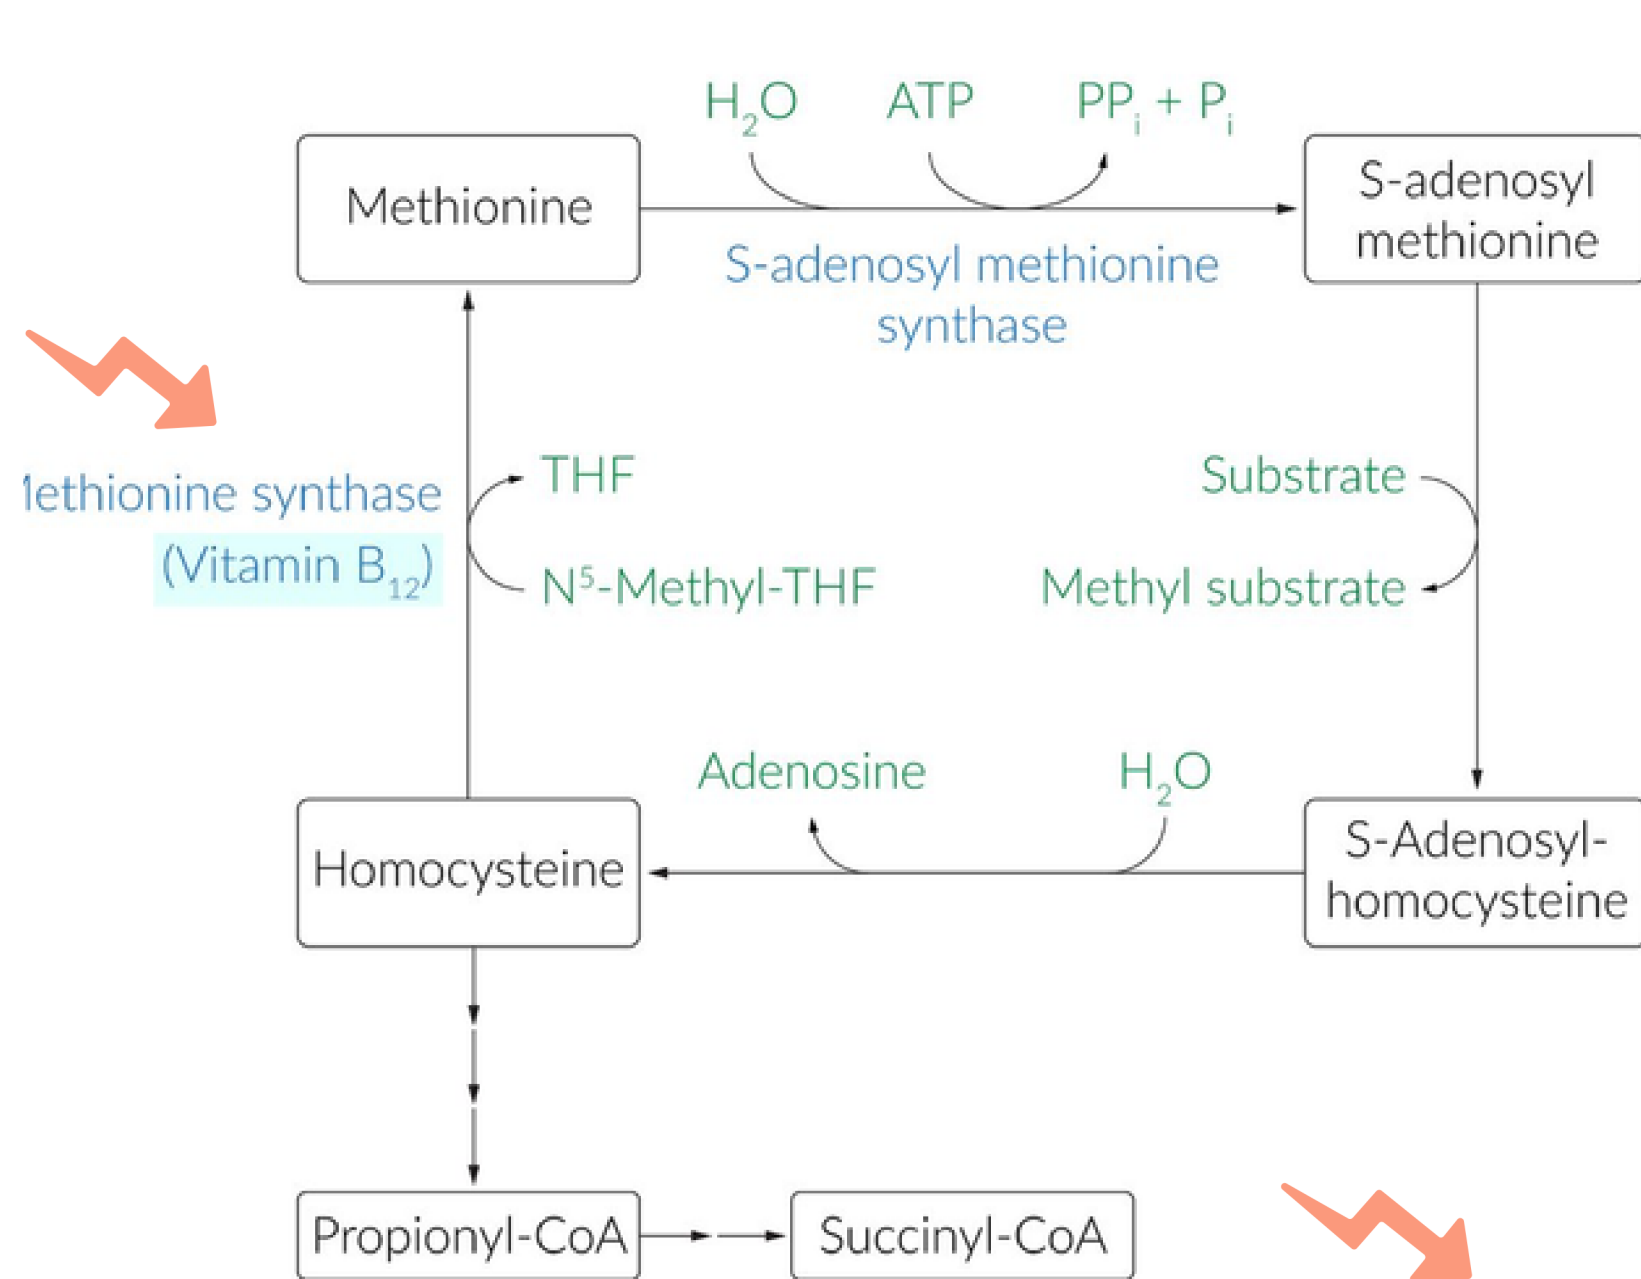 H₂O ATP PPᵢ + Pᵢ
Methionine
S-adenosyl
methionine
S-adenosyl methionine
synthase
THF
Substrate
synthase
(Vitamin B₁₂)
N⁵-Methyl-THF
Methyl substrate
Adenosine H₂O
Homocysteine
S-Adenosyl-
homocysteine
Propionyl-CoA
Succinyl-CoA